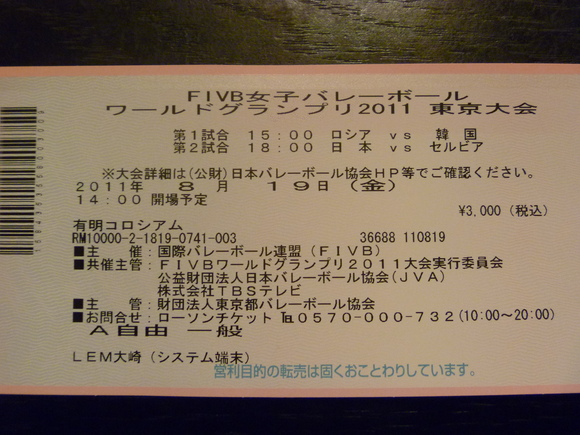 FIVB女子バレーボール
ワールドグランプリ2011 東京大会
第1試合 15:00 ロシア vs 韓 国
第2試合 18:00 日 本 vs セルビア
※大会詳細は(公財)日本バレーボール協会HP等でご確認ください。
2011年 8 月 19日 (金)
14:00 開場予定
¥3,000 (税込)
有明コロシアム
RM10000-2-1819-0741-003 36688 110819
■主 催:国際バレーボール連盟(FIVB)
■共催主管:FIVBワールドグランプリ2011大会実行委員会
公益財団法人日本バレーボール協会(JVA)
株式会社TBSテレビ
■主 管:財団法人東京都バレーボール協会
■お問合せ:ローソンチケット ℡0570-000-732(10:00~20:00)
A自由 一般
LEM大崎(システム端末)
営利目的の転売は固くおことわりしています。